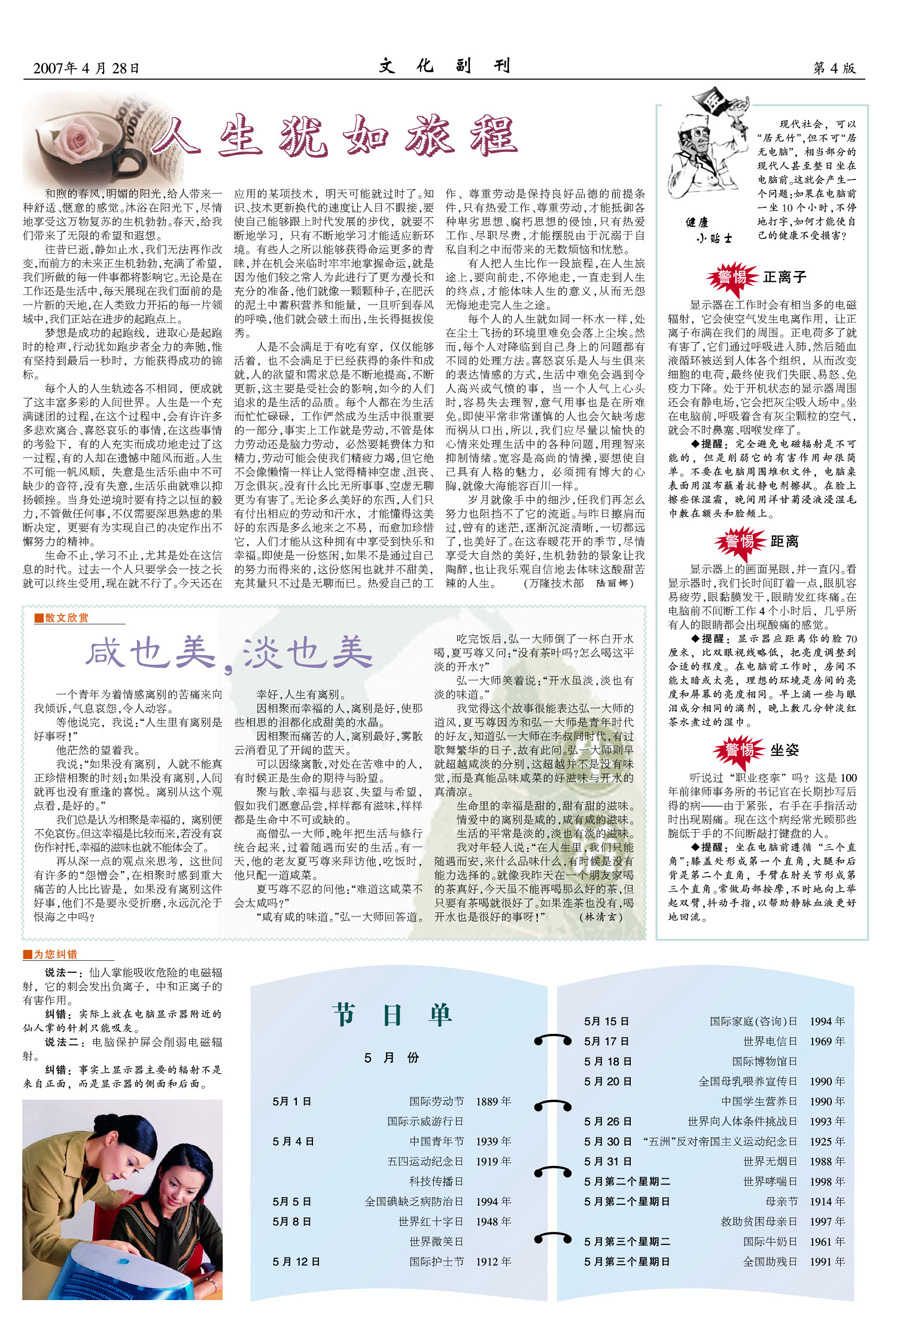 2007年 4 月 28日
文 化 副 刊
第 4 版
人生犹如旅程
和煦的春风,明媚的阳光,给人带来一
种舒适、惬意的感觉。沐浴在阳光下,尽情
地享受这万物复苏的生机勃勃。春天,给我
们带来了无限的希望和遐想。
往昔已逝,静如止水,我们无法再作改
变,而前方的未来正生机勃勃,充满了希望,
我们所做的每一件事都将影响它。无论是在
工作还是生活中,每天展现在我们面前的是
一片新的天地,在人类致力开拓的每一片领
域中,我们正站在进步的起跑点上。
梦想是成功的起跑线，进取心是起跑
时的枪声,行动犹如跑步者全力的奔驰,惟
有坚持到最后一秒时，方能获得成功的锦
标。
每个人的人生轨迹各不相同，便成就
了这丰富多彩的人间世界。人生是一个充
满谜团的过程,在这个过程中,会有许许多
多悲欢离合、喜怒哀乐的事情,在这些事情
的考验下，有的人充实而成功地走过了这
一过程,有的人却在遗憾中随风而逝。人生
不可能一帆风顺，失意是生活乐曲中不可
缺少的音符,没有失意,生活乐曲就难以抑
扬顿挫。当身处逆境时要有持之以恒的毅
力,不管做任何事,不仅需要深思熟虑的果
断决定，更要有为实现自己的决定作出不
懈努力的精神。
生命不止,学习不止,尤其是处在这信
息的时代。过去一个人只要学会一技之长
就可以终生受用,现在就不行了。今天还在
应用的某项技术，明天可能就过时了。知
识、技术更新换代的速度让人目不暇接,要
使自己能够跟上时代发展的步伐，就要不
断地学习，只有不断地学习才能适应新环
境。有些人之所以能够获得命运更多的青
睐,并在机会来临时牢牢地掌握命运,就是
因为他们较之常人为此进行了更为漫长和
充分的准备,他们就像一颗颗种子,在肥沃
的泥土中蓄积营养和能量，一旦听到春风
的呼唤,他们就会破土而出,生长得挺拔俊
秀。
人是不会满足于有吃有穿，仅仅能够
活着，也不会满足于已经获得的条件和成
就,人的欲望和需求总是不断地提高,不断
更新,这主要是受社会的影响,如今的人们
追求的是生活的品质。每个人都在为生活
而忙忙碌碌，工作俨然成为生活中很重要
的一部分,事实上工作就是劳动,不管是体
力劳动还是脑力劳动，必然要耗费体力和
精力,劳动可能会使我们精疲力竭,但它绝
不会像懒惰一样让人觉得精神空虚、沮丧、
万念俱灰。没有什么比无所事事、空虚无聊
更为有害了。无论多么美好的东西,人们只
有付出相应的劳动和汗水，才能懂得这美
好的东西是多么地来之不易，而愈加珍惜
它，人们才能从这种拥有中享受到快乐和
幸福。即使是一份悠闲,如果不是通过自己
的努力而得来的,这份悠闲也就并不甜美,
充其量只不过是无聊而已。热爱自己的工
作、尊重劳动是保持良好品德的前提条
件,只有热爱工作、尊重劳动,才能抵御各
种卑劣思想、腐朽思想的侵蚀,只有热爱
工作、尽职尽责,才能摆脱由于沉溺于自
私自利之中而带来的无数烦恼和忧愁。
有人把人生比作一段旅程,在人生旅
途上,要向前走,不停地走,一直走到人生
的终点,才能体味人生的意义,从而无怨
无悔地走完人生之途。
每个人的人生就如同一杯水一样,处
在尘土飞扬的环境里难免会落上尘埃。然
而,每个人对降临到自己身上的问题都有
不同的处理方法。喜怒哀乐是人与生俱来
的表达情感的方式,生活中难免会遇到令
人高兴或气愤的事，当一个人气上心头
时,容易失去理智,意气用事也是在所难
免。即使平常非常谨慎的人也会欠缺考虑
而祸从口出,所以,我们应尽量以愉快的
心情来处理生活中的各种问题,用理智来
抑制情绪。宽容是高尚的情操,要想使自
己具有人格的魅力，必须拥有博大的心
胸,就像大海能容百川一样。
岁月就像手中的细沙,任我们再怎么
努力也阻挡不了它的流逝。与昨日擦肩而
过,曾有的迷茫,逐渐沉淀清晰,一切都远
了,也美好了。在这春暖花开的季节,尽情
享受大自然的美好,生机勃勃的景象让我
陶醉,也让我乐观自信地去体味这酸甜苦
辣的人生。 (万隆技术部 陆丽娜)
现代社会，可以
“居无竹”,但不可“居
无电脑”，相当部分的
现代人甚至整日坐在
电脑前。这就会产生一
个问题:如果在电脑前
一坐 10 个小时,不停
地打字,如何才能使自
己的健康不受损害?
医
健康
小贴士
警惕 正离子
显示器在工作时会有相当多的电磁
辐射，它会使空气发生电离作用，让正
离子布满在我们的周围。正电荷多了就
有害了,它们通过呼吸进入肺,然后随血
液循环被送到人体各个组织，从而改变
细胞的电荷,最终使我们失眠、易怒、免
疫力下降。处于开机状态的显示器周围
还会有静电场,它会把灰尘吸入场中。坐
在电脑前,呼吸着含有灰尘颗粒的空气,
就会不时鼻塞、咽喉发痒了。
◆提醒：完全避免电磁辐射是不可
能的，但是削弱它的有害作用却很简
单。不要在电脑周围堆积文件，电脑桌
表面用湿布蘸着抗静电剂擦拭。在脸上
擦些保湿霜，晚间用洋甘菊浸液浸湿毛
巾敷在额头和脸颊上。
警惕 距离
显示器上的画面晃眼,并一直闪。看
显示器时,我们长时间盯着一点,眼肌容
易疲劳,眼黏膜发干,眼睛发红疼痛。在
电脑前不间断工作 4 个小时后，几乎所
有人的眼睛都会出现酸痛的感觉。
◆提醒：显示器应距离你的脸 70
厘米，比双眼视线略低，把亮度调整到
合适的程度。在电脑前工作时，房间不
能太暗或太亮，理想的环境是房间的亮
度和屏幕的亮度相同。早上滴一些与眼
泪成分相同的滴剂，晚上敷几分钟淡红
茶水煮过的湿巾。
警惕 坐姿
听说过“职业痉挛”吗？这是 100
年前律师事务所的书记官在长期抄写后
得的病——由于紧张，右手在手指活动
时出现剧痛。现在这个病经常光顾那些
腕低于手的不间断敲打键盘的人。
◆提醒：坐在电脑前遵循“三个直
角”:膝盖处形成第一个直角,大腿和后
背是第二个直角，手臂在肘关节形成第
三个直角。常做局部按摩,不时地向上举
起双臂,抖动手指,以帮助静脉血液更好
地回流。
■散文欣赏
咸也美,淡也美
一个青年为着情感离别的苦痛来向
我倾诉,气息哀怨,令人动容。
等他说完，我说:“人生里有离别是
好事呀!”
他茫然的望着我。
我说:“如果没有离别，人就不能真
正珍惜相聚的时刻;如果没有离别,人间
就再也没有重逢的喜悦。离别从这个观
点看,是好的。”
我们总是认为相聚是幸福的，离别便
不免哀伤。但这幸福是比较而来,若没有哀
伤作衬托,幸福的滋味也就不能体会了。
再从深一点的观点来思考，这世间
有许多的“怨憎会”,在相聚时感到重大
痛苦的人比比皆是，如果没有离别这件
好事,他们不是要永受折磨,永远沉沦于
恨海之中吗?
幸好,人生有离别。
因相聚而幸福的人,离别是好,使那
些相思的泪都化成甜美的水晶。
因相聚而痛苦的人,离别最好,雾散
云消看见了开阔的蓝天。
可以因缘离散,对处在苦难中的人,
有时候正是生命的期待与盼望。
聚与散、幸福与悲哀、失望与希望,
假如我们愿意品尝,样样都有滋味,样样
都是生命中不可或缺的。
高僧弘一大师,晚年把生活与修行
统合起来,过着随遇而安的生活。有一
天,他的老友夏丏尊来拜访他,吃饭时,
他只配一道咸菜。
夏丏尊不忍的问他:“难道这咸菜不
会太咸吗?”
“咸有咸的味道。”弘一大师回答道。
吃完饭后,弘一大师倒了一杯白开水
喝,夏丏尊又问:“没有茶叶吗?怎么喝这平
淡的开水?”
弘一大师笑着说:“开水虽淡,淡也有
淡的味道。”
我觉得这个故事很能表达弘一大师的
道风,夏丏尊因为和弘一大师是青年时代
的好友,知道弘一大师在李叔同时代,有过
歌舞繁华的日子,故有此问。弘一大师则早
就超越咸淡的分别,这超越并不是没有味
觉,而是真能品味咸菜的好滋味与开水的
真清凉。
生命里的幸福是甜的,甜有甜的滋味。
情爱中的离别是咸的,咸有咸的滋味。
生活的平常是淡的,淡也有淡的滋味。
我对年轻人说:“在人生里,我们只能
随遇而安,来什么品味什么,有时候是没有
能力选择的。就像我昨天在一个朋友家喝
的茶真好,今天虽不能再喝那么好的茶,但
只要有茶喝就很好了。如果连茶也没有,喝
开水也是很好的事呀!” (林清玄)
■为您纠错
说法一：仙人掌能吸收危险的电磁辐
射，它的刺会发出负离子，中和正离子的
有害作用。
纠错：实际上放在电脑显示器附近的
仙人掌的针刺只能吸灰。
说法二：电脑保护屏会削弱电磁辐
射。
纠错：事实上显示器主要的辐射不是
来自正面，而是显示器的侧面和后面。
节 日 单
5 月 份
5月 1 日 国际劳动节 1889 年
国际示威游行日
5 月 4 日 中国青年节 1939 年
五四运动纪念日 1919 年
科技传播日
5月 5 日 全国碘缺乏病防治日 1994 年
5月 8 日 世界红十字日 1948 年
世界微笑日
5 月 12 日 国际护士节 1912 年
5月 15 日 国际家庭(咨询)日 1994 年
5月 17 日 世界电信日 1969 年
5 月 18 日 国际博物馆日
5 月 20 日 全国母乳喂养宣传日 1990 年
中国学生营养日 1990 年
5 月 26 日 世界向人体条件挑战日 1993 年
5 月 30 日 “五洲”反对帝国主义运动纪念日 1925 年
5 月 31 日 世界无烟日 1988 年
5 月第二个星期二 世界哮喘日 1998 年
5 月第二个星期日 母亲节 1914 年
救助贫困母亲日 1997 年
5 月第三个星期二 国际牛奶日 1961 年
5 月第三个星期日 全国助残日 1991 年